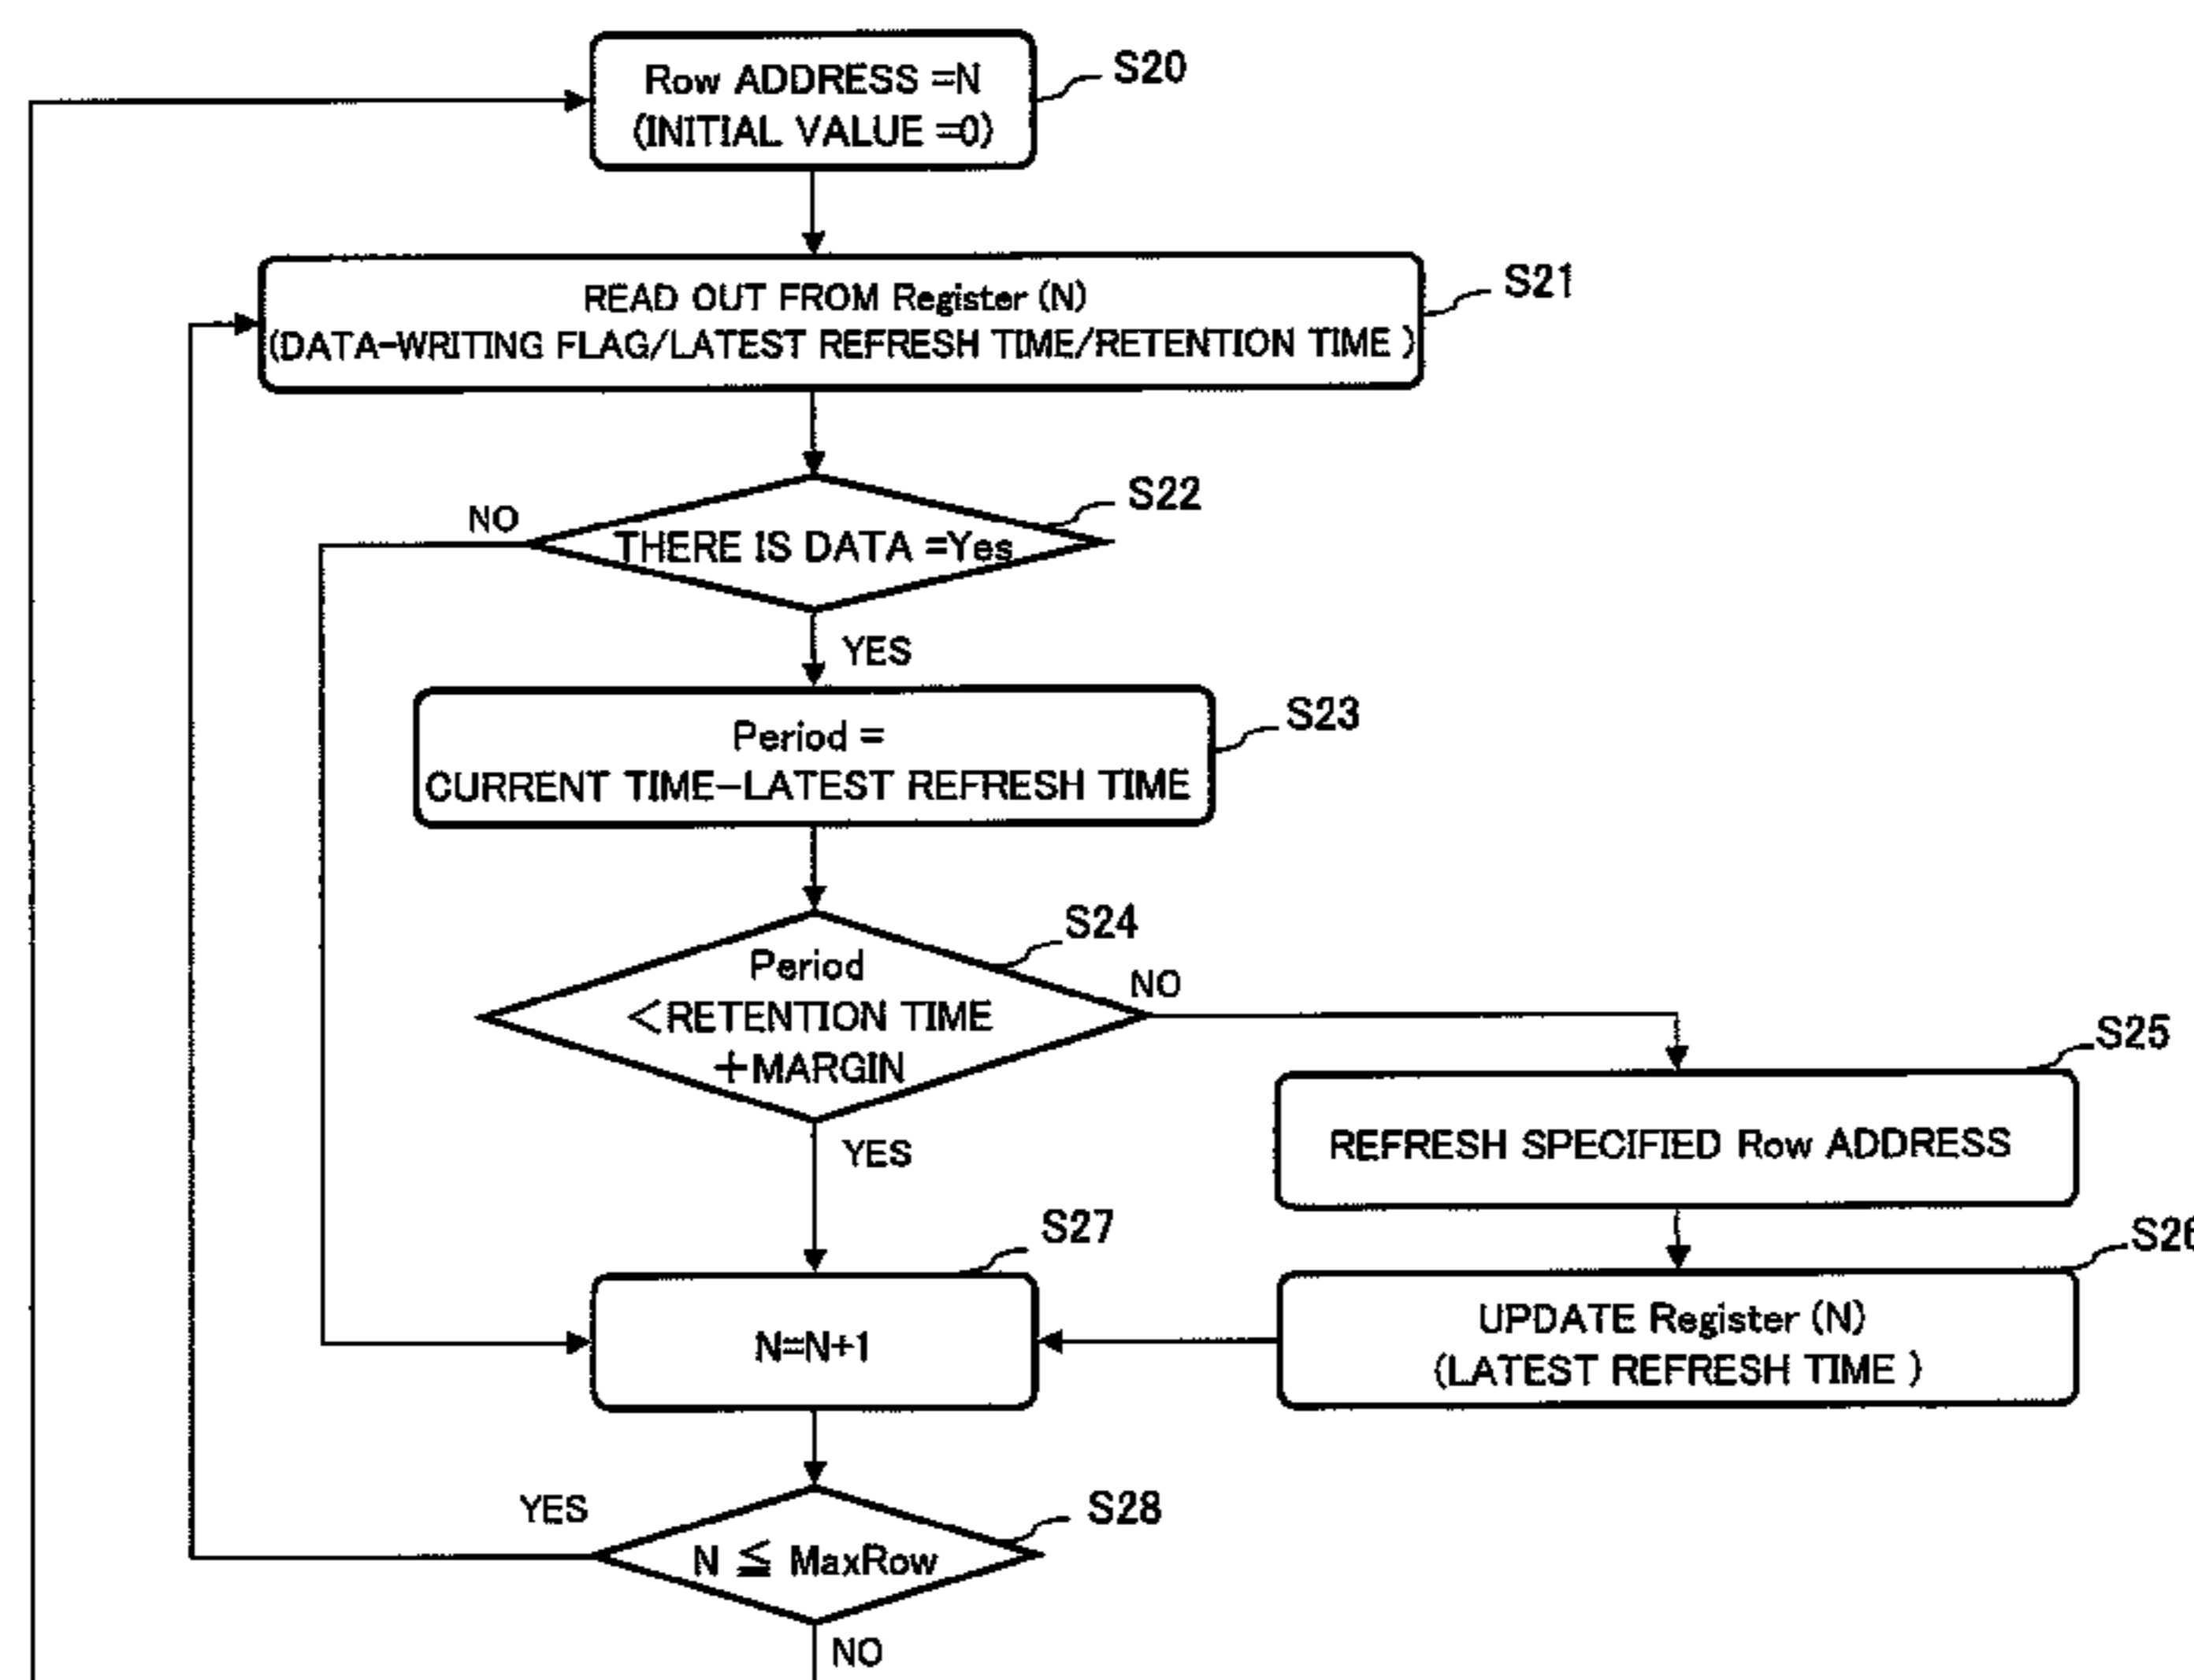 Row ADDRESS =N
(INITIAL VALUE =0)
S20
READ OUT FROM Register (N)
(DATA-WRITING FLAG/LATEST REFRESH TIME/RETENTION TIME )
S21
THERE IS DATA =Yes
S22
NO
YES
Period =
CURRENT TIME-LATEST REFRESH TIME
S23
Period
<RETENTION TIME
+MARGIN
S24
NO
YES
REFRESH SPECIFIED Row ADDRESS
S25
UPDATE Register (N)
(LATEST REFRESH TIME )
S26
N=N+1
S27
N ≦ MaxRow
S28
YES
NO